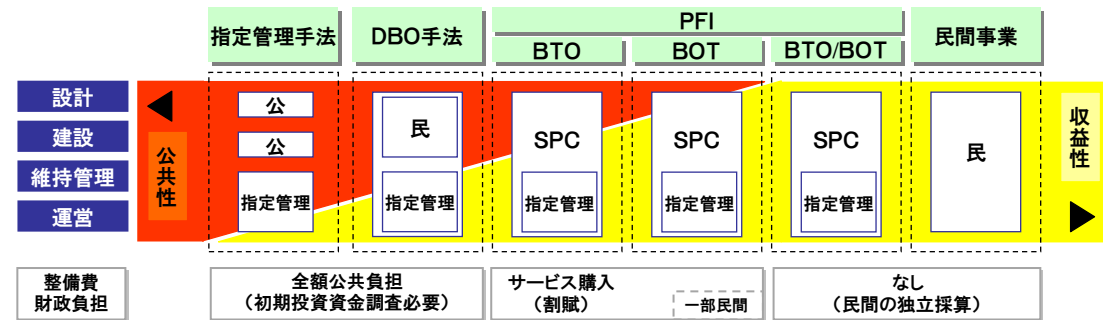 指定管理手法
DBO手法
PFI
BTO
BOT
BTO/BOT
民間事業
設計
建設
維持管理
運営
公共性
公
公
指定管理
民
指定管理
SPC
指定管理
SPC
指定管理
SPC
指定管理
民
収益性
整備費
財政負担
全額公共負担
(初期投資資金調査必要)
サービス購入
(割賦)
一部民間
なし
(民間の独立採算)